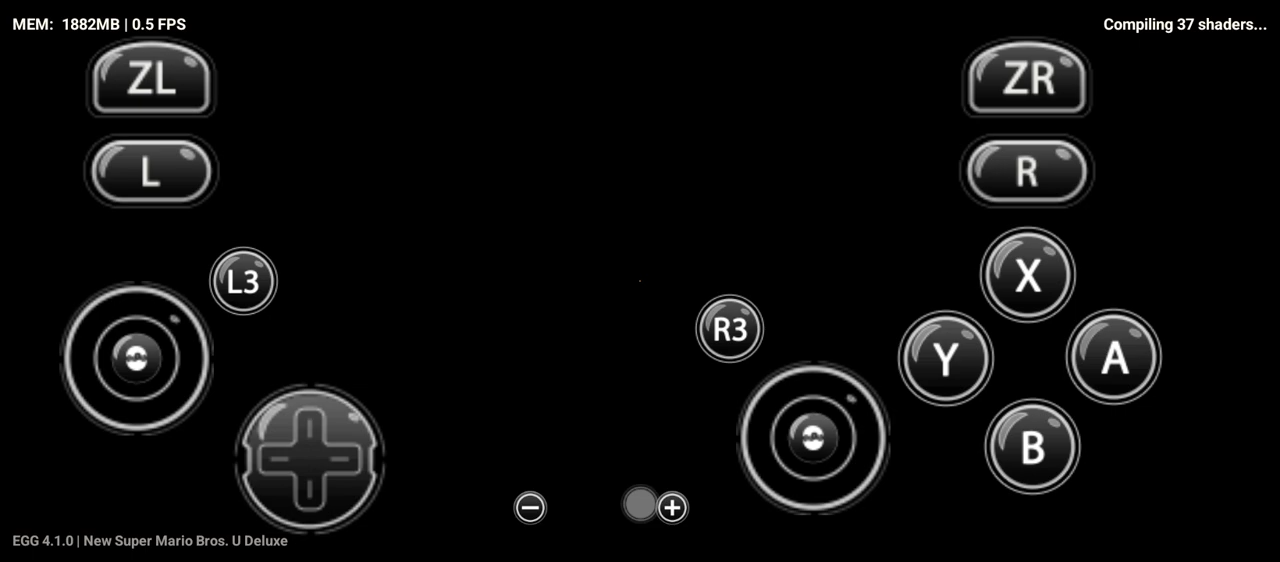 MEM: 1882MB | 0.5 FPS
Compiling 37 shaders...
ZL
ZR
L
R
L3
X
R3
Y
A
B
EGG 4.1.0 | New Super Mario Bros. U Deluxe